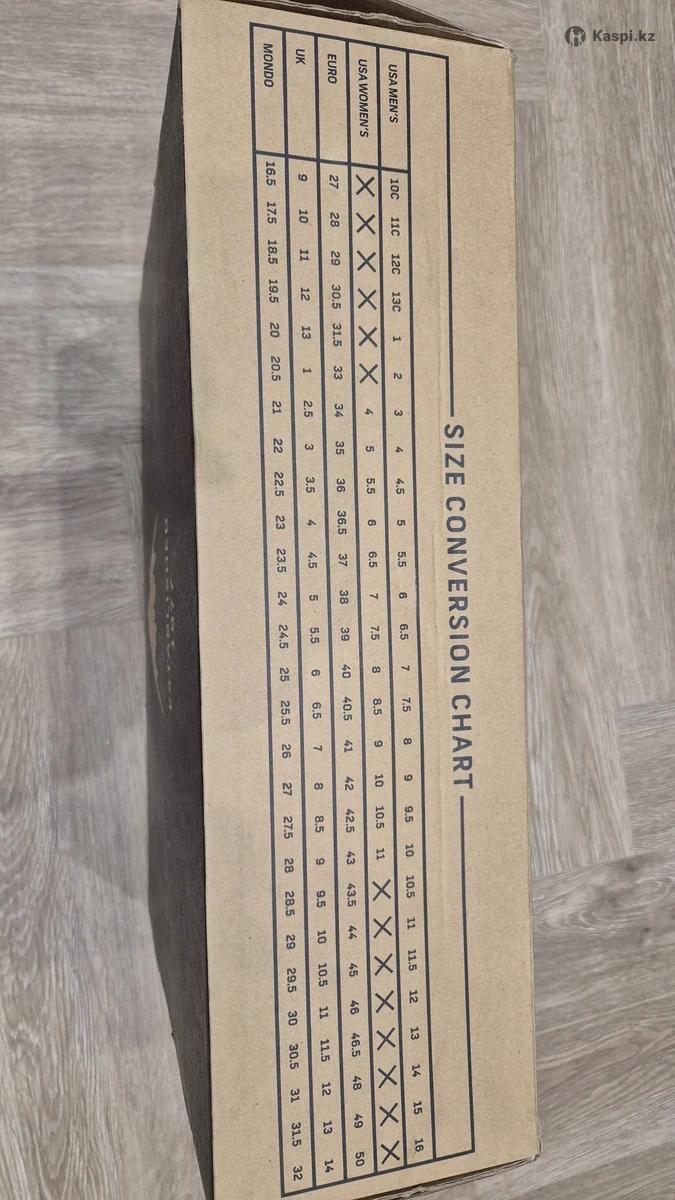 Kaspi.kz
SIZE CONVERSION CHART
USA MEN'S 10C 11C 12C 13C 1 2 3 4 4.5 5 5.5 6 6.5 7 7.5 8 9 9.5 10 10.5 11 11.5 12 13 14 15 16
USA WOMEN'S X X X X X X 4 5 5.5 6 6.5 7 7.5 8 8.5 9 10 10.5 11 X X X X X X X X
EURO 27 28 29 30.5 31.5 33 34 35 36 36.5 37 38 39 40 40.5 41 42 42.5 43 43.5 44 45 46 46.5 48 49 50
UK 9 10 11 12 13 1 2.5 3 3.5 4 4.5 5 5.5 6 6.5 7 8 8.5 9 9.5 10 10.5 11 11.5 12 13 14
MONDO 16.5 17.5 18.5 19.5 20 20.5 21 22 22.5 23 23.5 24 24.5 25 25.5 26 27 27.5 28 28.5 29 29.5 30 30.5 31 31.5 32